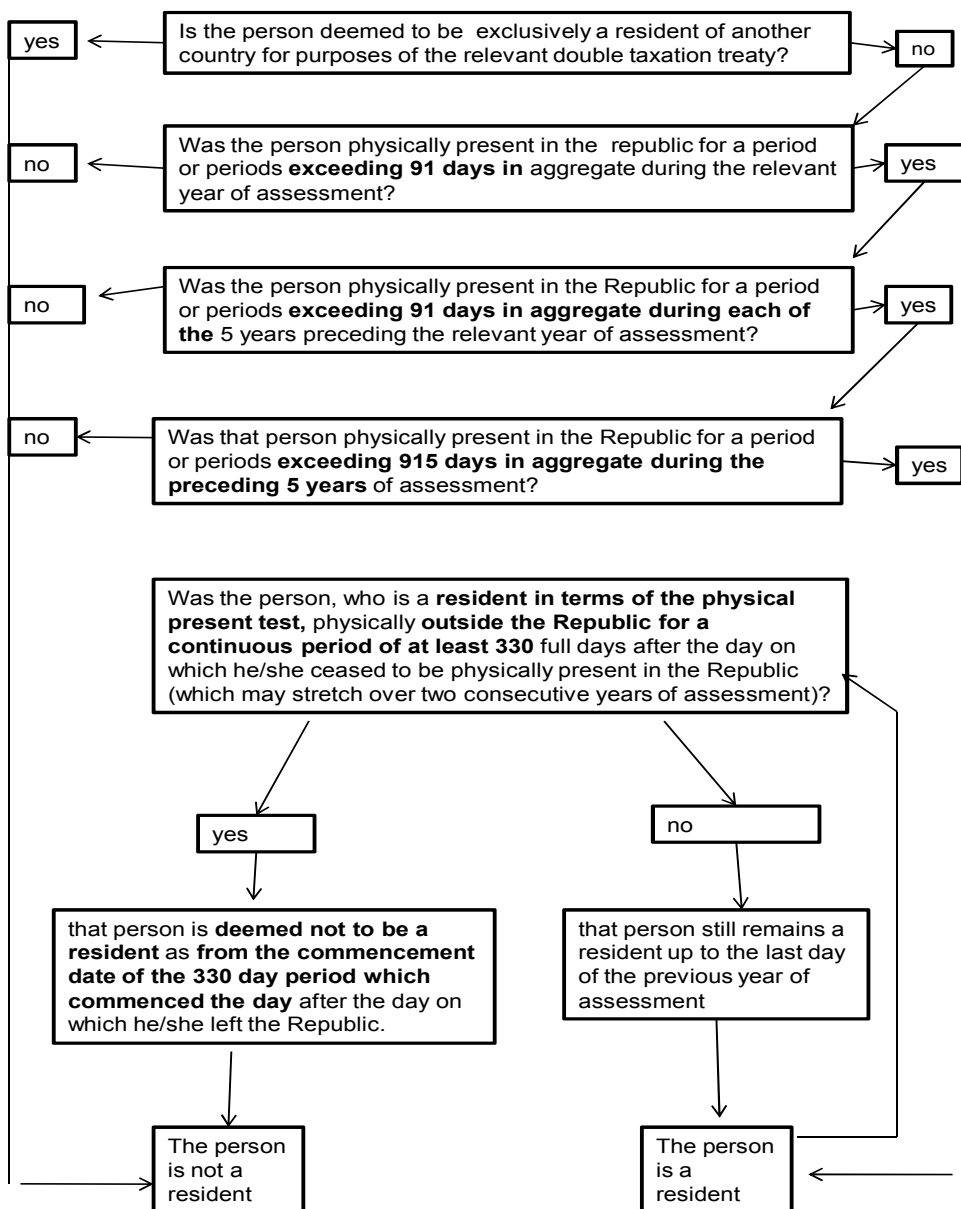 yes
Is the person deemed to be exclusively a resident of another
country for purposes of the relevant double taxation treaty?
no
no
Was the person physically present in the republic for a period
or periods exceeding 91 days in aggregate during the relevant
year of assessment?
yes
no
Was the person physically present in the Republic for a period
or periods exceeding 91 days in aggregate during each of
the 5 years preceding the relevant year of assessment?
yes
no
Was that person physically present in the Republic for a period
or periods exceeding 915 days in aggregate during the
preceding 5 years of assessment?
yes
Was the person, who is a resident in terms of the physical
present test, physically outside the Republic for a
continuous period of at least 330 full days after the day on
which he/she ceased to be physically present in the Republic
(which may stretch over two consecutive years of assessment)?
yes
no
that person is deemed not to be a
resident as from the commencement
date of the 330 day period which
commenced the day after the day on
which he/she left the Republic.
that person still remains a
resident up to the last day
of the previous year of
assessment
The person
is not a
resident
The person
is a
resident